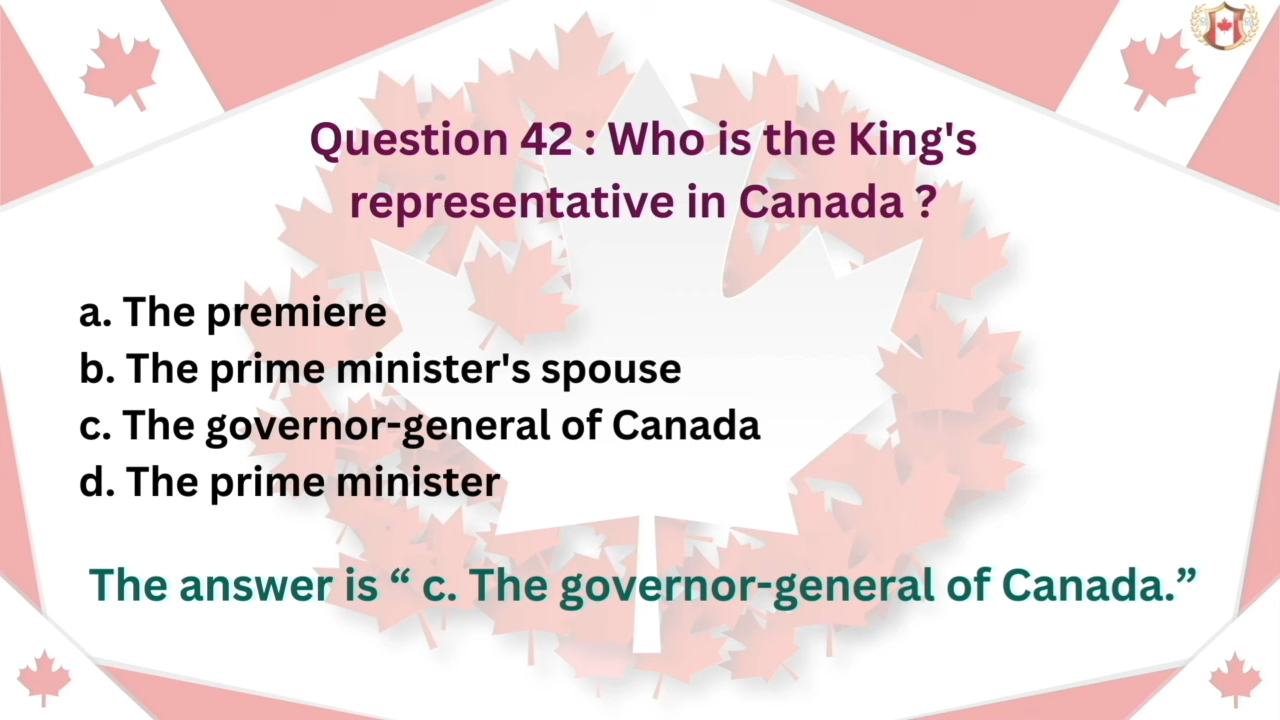 Question 42 : Who is the King's
representative in Canada ?
a. The premiere
b. The prime minister's spouse
c. The governor-general of Canada
d. The prime minister
The answer is “ c. The governor-general of Canada.”